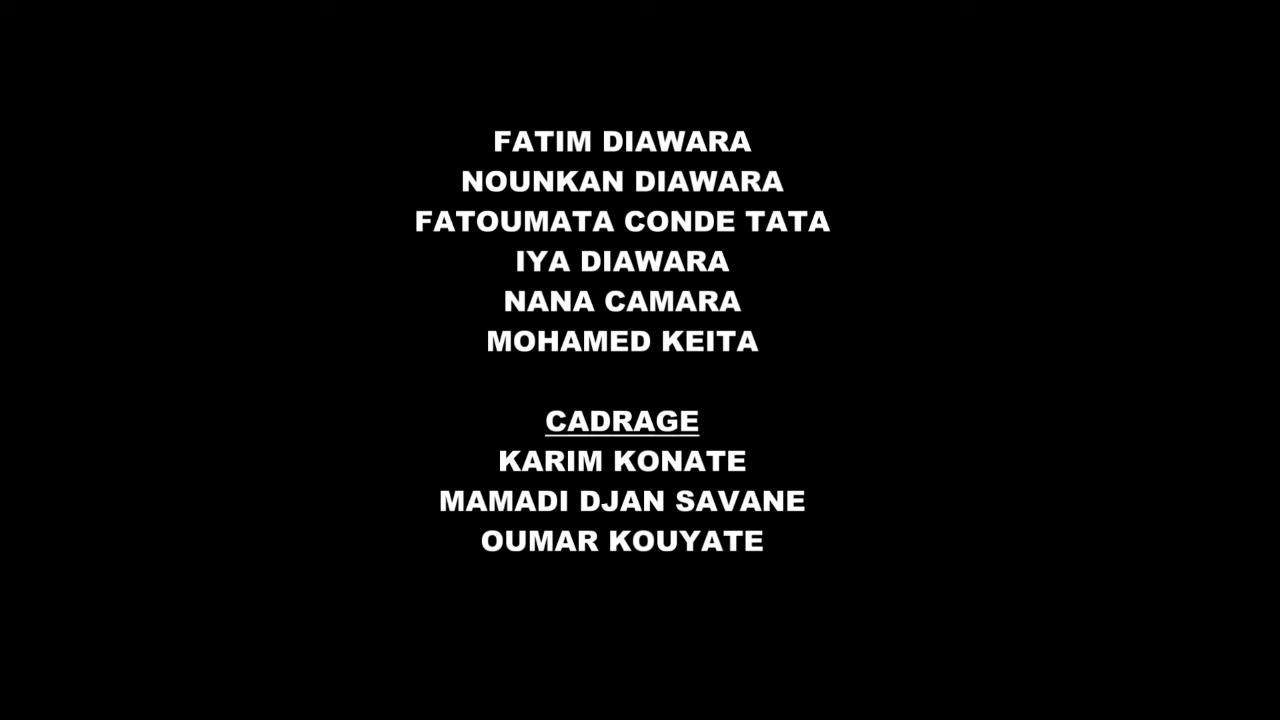 FATIM DIAWARA
NOUNKAN DIAWARA
FATOUMATA CONDE TATA
IYA DIAWARA
NANA CAMARA
MOHAMED KEITA
CADRAGE
KARIM KONATE
MAMADI DJAN SAVANE
OUMAR KOUYATE